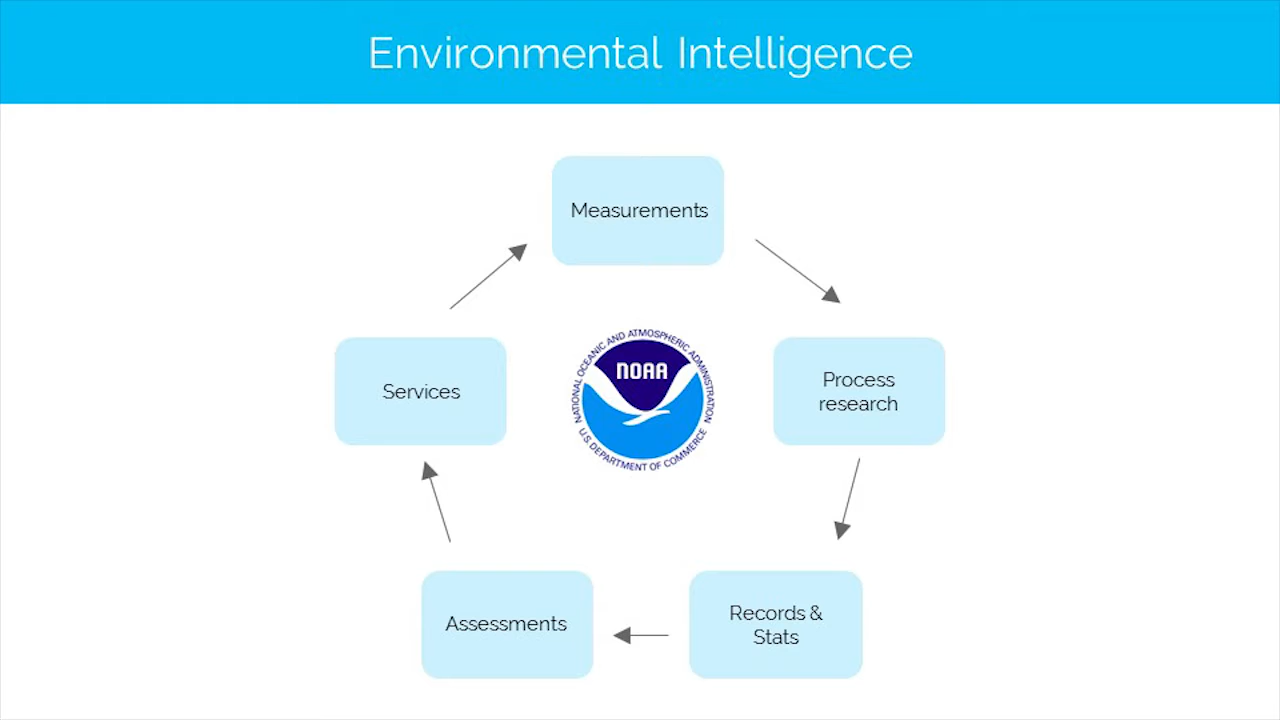 Environmental Intelligence
Measurements
Process
research
Records &
Stats
Assessments
Services
NATIONAL OCEANIC AND ATMOSPHERIC ADMINISTRATION
NOAA
U.S. DEPARTMENT OF COMMERCE